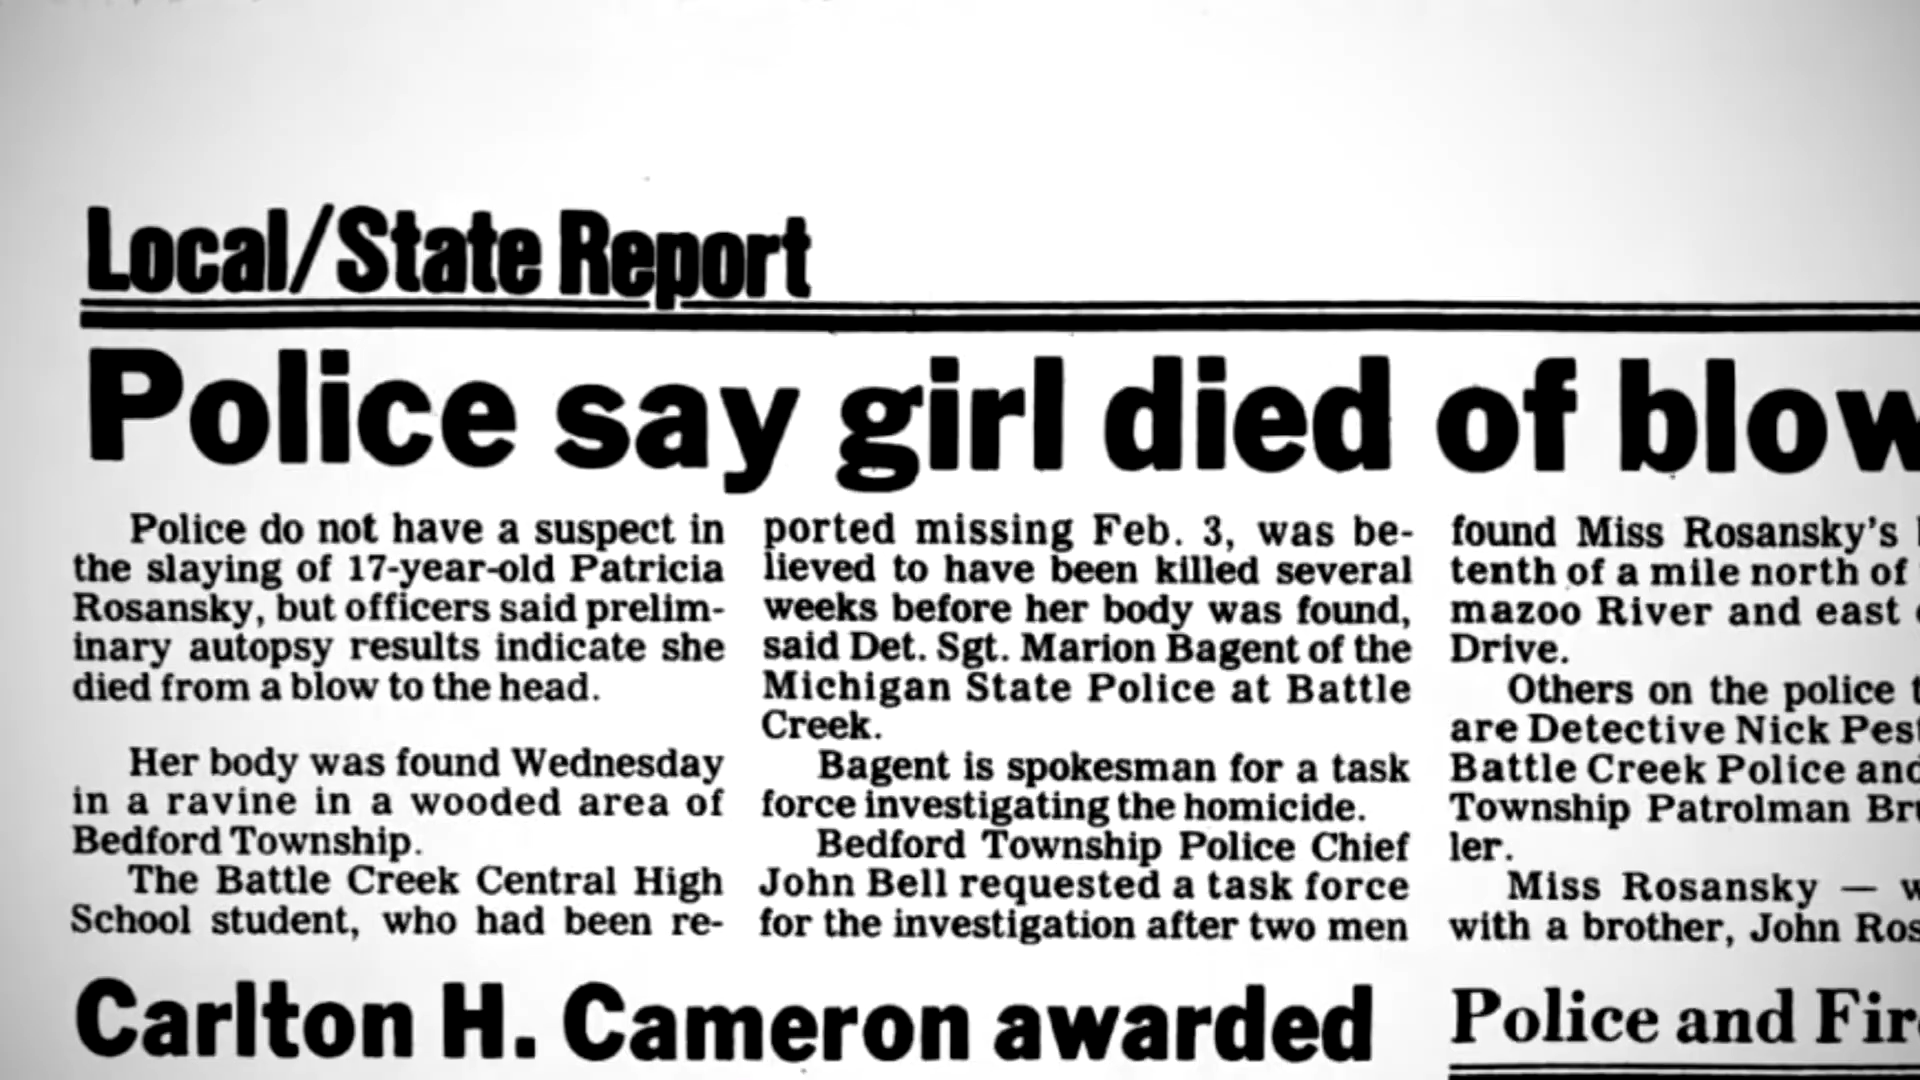 Local/State Report
Police say girl died of blow
Police do not have a suspect in
the slaying of 17-year-old Patricia
Rosansky, but officers said prelim-
inary autopsy results indicate she
died from a blow to the head.
Her body was found Wednesday
in a ravine in a wooded area of
Bedford Township.
The Battle Creek Central High
School student, who had been re-
ported missing Feb. 3, was be-
lieved to have been killed several
weeks before her body was found,
said Det. Sgt. Marion Bagent of the
Michigan State Police at Battle
Creek.
Bagent is spokesman for a task
force investigating the homicide.
Bedford Township Police Chief
John Bell requested a task force
for the investigation after two men
found Miss Rosansky's
tenth of a mile north of
mazoo River and east
Drive.
Others on the police
are Detective Nick Pest
Battle Creek Police and
Township Patrolman Bru
ler.
Miss Rosansky —
with a brother, John Ros
Carlton H. Cameron awarded
Police and Fire